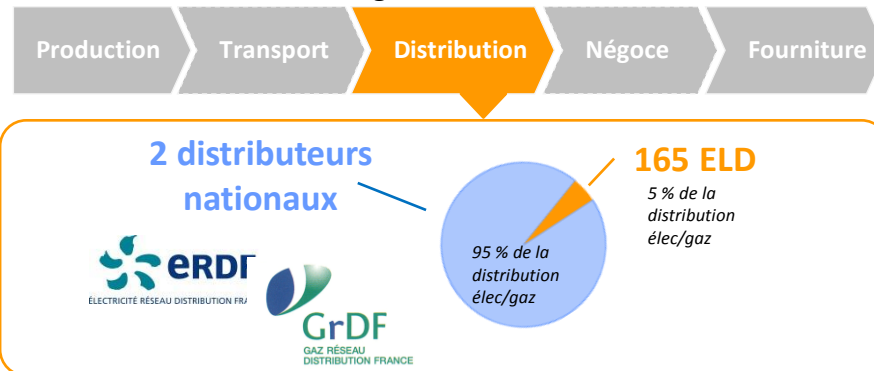 Production
Transport
Distribution
Négoce
Fourniture
2 distributeurs
nationaux
165 ELD
5 % de la
distribution
élec/gaz
95 % de la
distribution
élec/gaz
eRDF
ÉLECTRICITÉ RÉSEAU DISTRIBUTION FRA
GrDF
GAZ RÉSEAU
DISTRIBUTION FRANCE